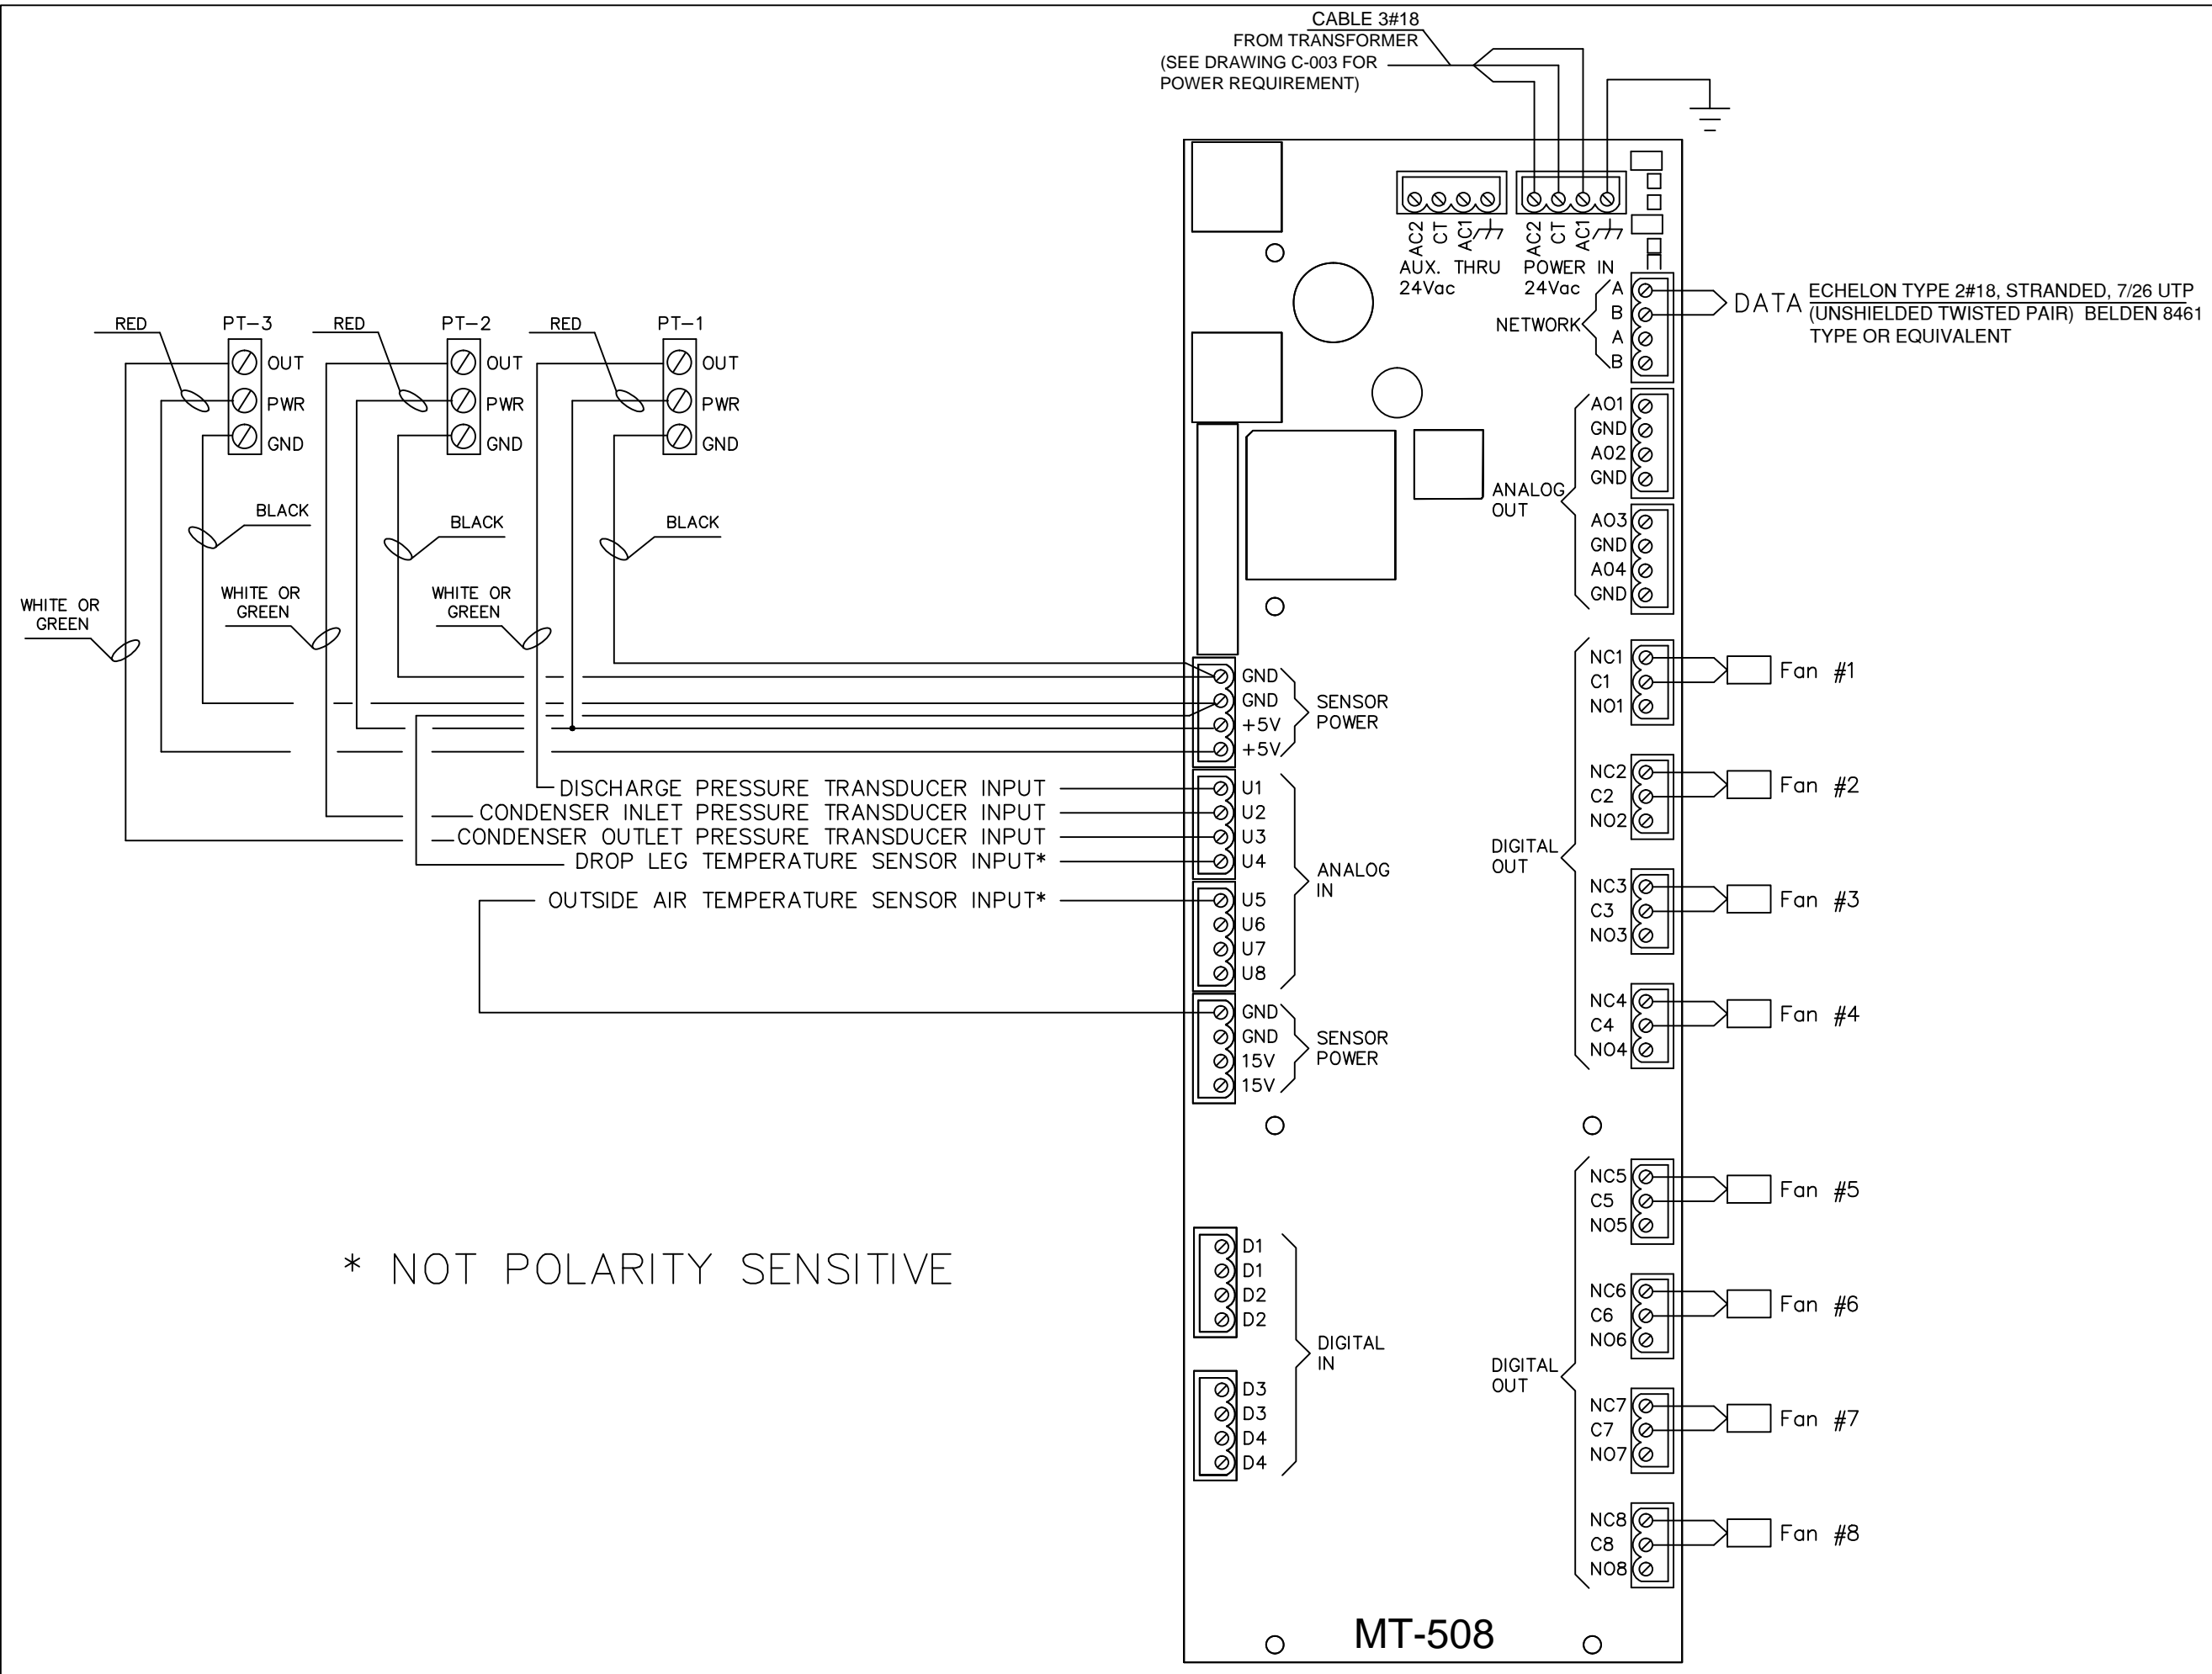 CABLE 3#18
FROM TRANSFORMER
(SEE DRAWING C-003 FOR
POWER REQUIREMENT)
AC2 CT AC1 AC2 CT AC1
AUX. THRU
24Vac
POWER IN
24Vac
NETWORK
A
B
A
B
DATA
ECHELON TYPE 2#18, STRANDED, 7/26 UTP
(UNSHIELDED TWISTED PAIR) BELDEN 8461
TYPE OR EQUIVALENT
RED PT-3
OUT
PWR
GND
RED PT-2
OUT
PWR
GND
RED PT-1
OUT
PWR
GND
BLACK
BLACK
BLACK
WHITE OR
GREEN
WHITE OR
GREEN
WHITE OR
GREEN
AO1
GND
AO2
GND
ANALOG
OUT
AO3
GND
AO4
GND
GND
GND
+5V
+5V
SENSOR
POWER
DISCHARGE PRESSURE TRANSDUCER INPUT U1
CONDENSER INLET PRESSURE TRANSDUCER INPUT U2
CONDENSER OUTLET PRESSURE TRANSDUCER INPUT U3
DROP LEG TEMPERATURE SENSOR INPUT* U4
OUTSIDE AIR TEMPERATURE SENSOR INPUT* U5
U6
U7
U8
ANALOG
IN
GND
GND
15V
15V
SENSOR
POWER
NC1
C1
NO1
Fan #1
NC2
C2
NO2
Fan #2
DIGITAL
OUT
NC3
C3
NO3
Fan #3
NC4
C4
NO4
Fan #4
* NOT POLARITY SENSITIVE
D1
D1
D2
D2
DIGITAL
IN
D3
D3
D4
D4
NC5
C5
NO5
Fan #5
NC6
C6
NO6
Fan #6
DIGITAL
OUT
NC7
C7
NO7
Fan #7
NC8
C8
NO8
Fan #8
MT-508